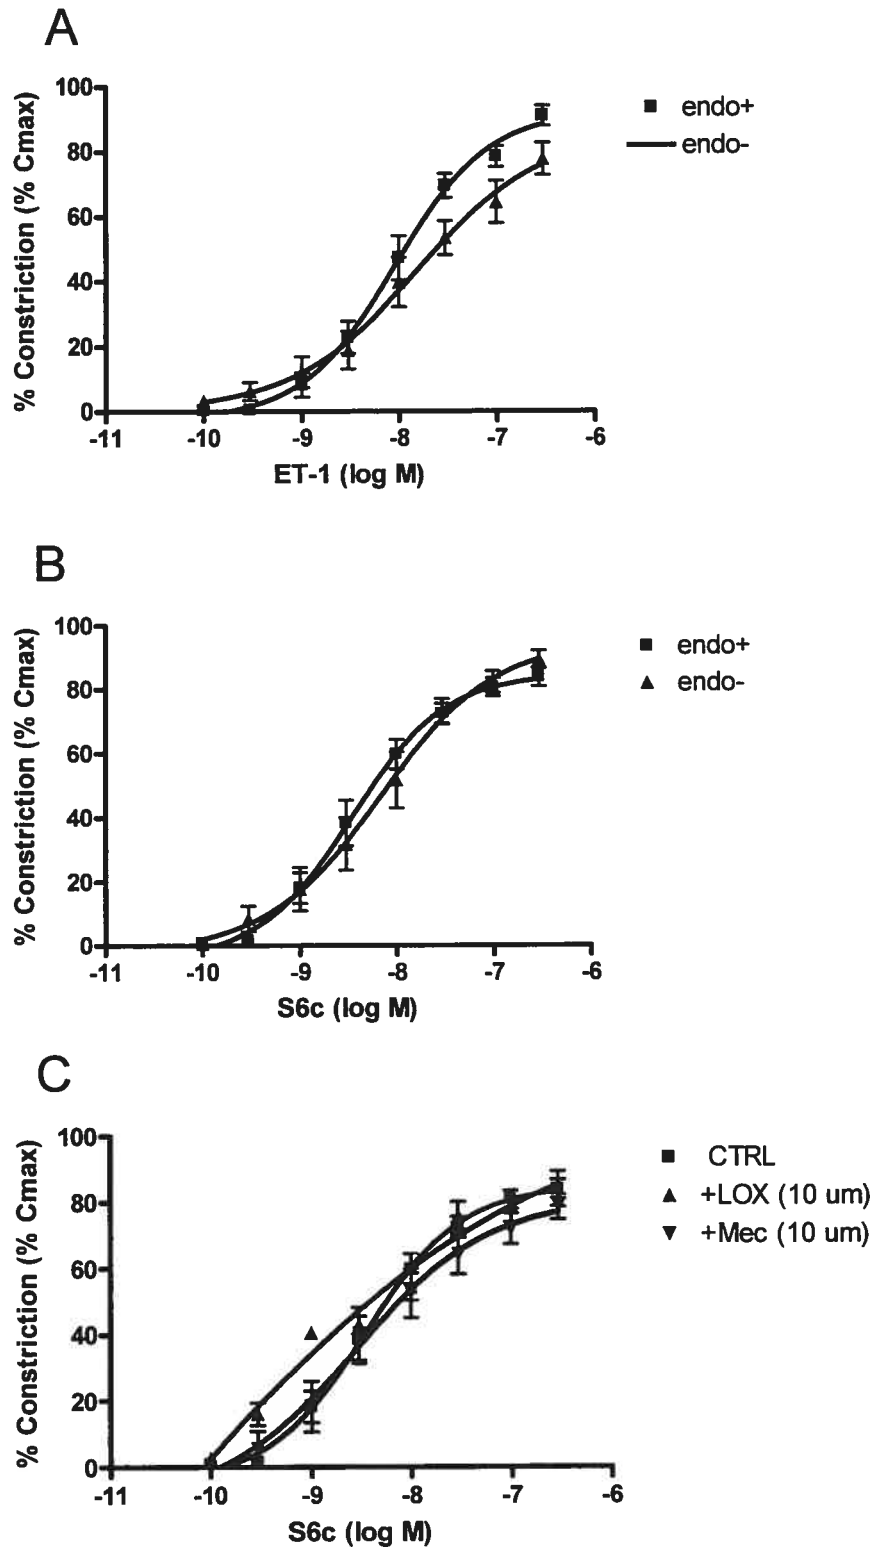 A
% Constriction (% Cmax)
100
80
60
40
20
0
-11 -10 -9 -8 -7 -6
ET-1 (log M)
endo+
endo-
B
% Constriction (% Cmax)
100
80
60
40
20
0
-11 -10 -9 -8 -7 -6
S6c (log M)
endo+
endo-
C
% Constriction (% Cmax)
100
80
60
40
20
0
-11 -10 -9 -8 -7 -6
S6c (log M)
CTRL
+LOX (10 um)
+Mec (10 um)